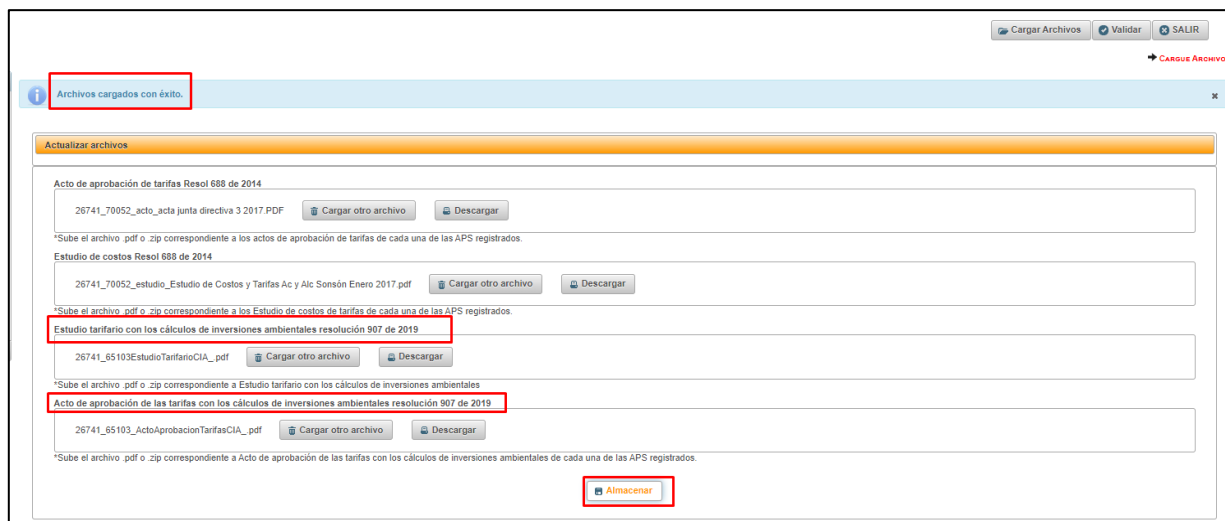 Cargar Archivos Validar SALIR
CARGUE ARCHIVO
Archivos cargados con éxito.
Actualizar archivos
Acto de aprobación de tarifas Resol 688 de 2014
26741_70052_acto_acta junta directiva 3 2017.PDF Cargar otro archivo Descargar
*Sube el archivo .pdf o .zip correspondiente a los actos de aprobación de tarifas de cada una de las APS registrados.
Estudio de costos Resol 688 de 2014
26741_70052_estudio_Estudio de Costos y Tarifas Ac y Alc Sonsón Enero 2017.pdf Cargar otro archivo Descargar
*Sube el archivo .pdf o .zip correspondiente a los Estudio de costos de tarifas de cada una de las APS registrados.
Estudio tarifario con los cálculos de inversiones ambientales resolución 907 de 2019
26741_65103EstudioTarifarioCIA_.pdf Cargar otro archivo Descargar
*Sube el archivo .pdf o .zip correspondiente a Estudio tarifario con los cálculos de inversiones ambientales
Acto de aprobación de las tarifas con los cálculos de inversiones ambientales resolución 907 de 2019
26741_65103_ActoAprobacionTarifasCIA_.pdf Cargar otro archivo Descargar
*Sube el archivo .pdf o .zip correspondiente a Acto de aprobación de las tarifas con los cálculos de inversiones ambientales de cada una de las APS registrados.
Almacenar